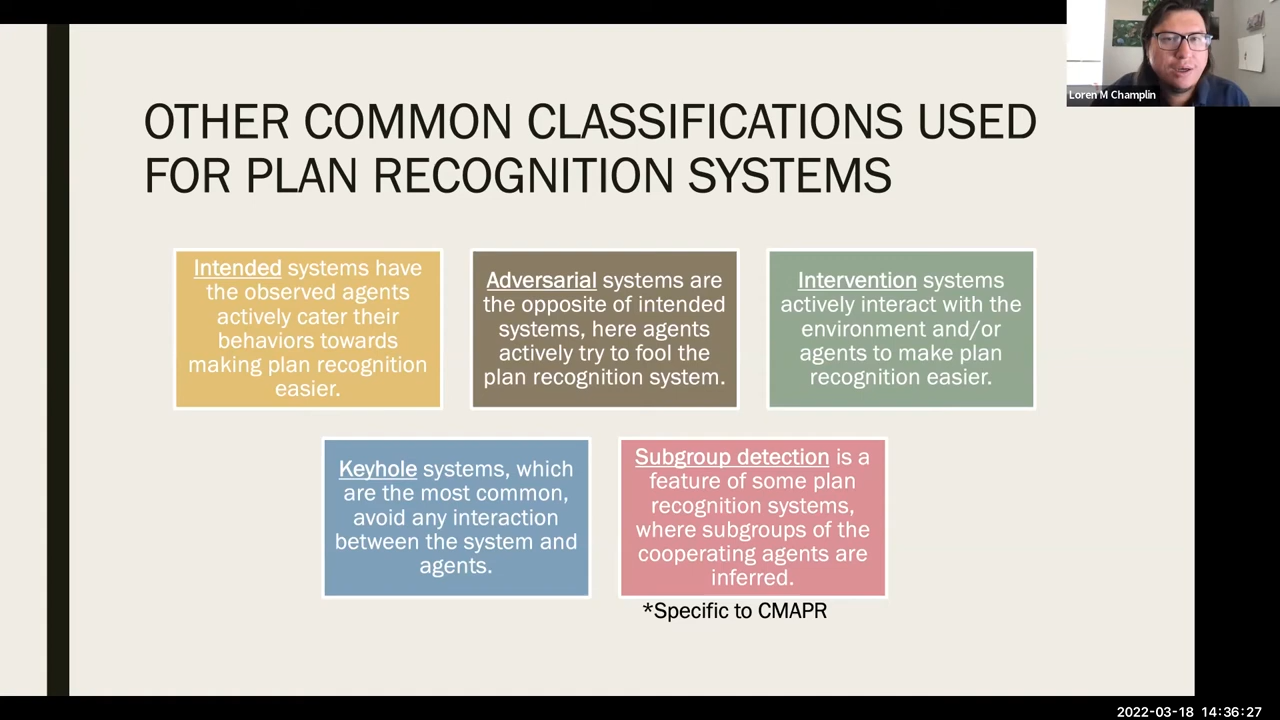 Loren M Champlin
OTHER COMMON CLASSIFICATIONS USED
FOR PLAN RECOGNITION SYSTEMS
Intended systems have
the observed agents
actively cater their
behaviors towards
making plan recognition
easier.
Adversarial systems are
the opposite of intended
systems, here agents
actively try to fool the
plan recognition system.
Intervention systems
actively interact with the
environment and/or
agents to make plan
recognition easier.
Keyhole systems, which
are the most common,
avoid any interaction
between the system and
agents.
Subgroup detection is a
feature of some plan
recognition systems,
where subgroups of the
cooperating agents are
inferred.
*Specific to CMAPR
2022-03-18 14:36:27